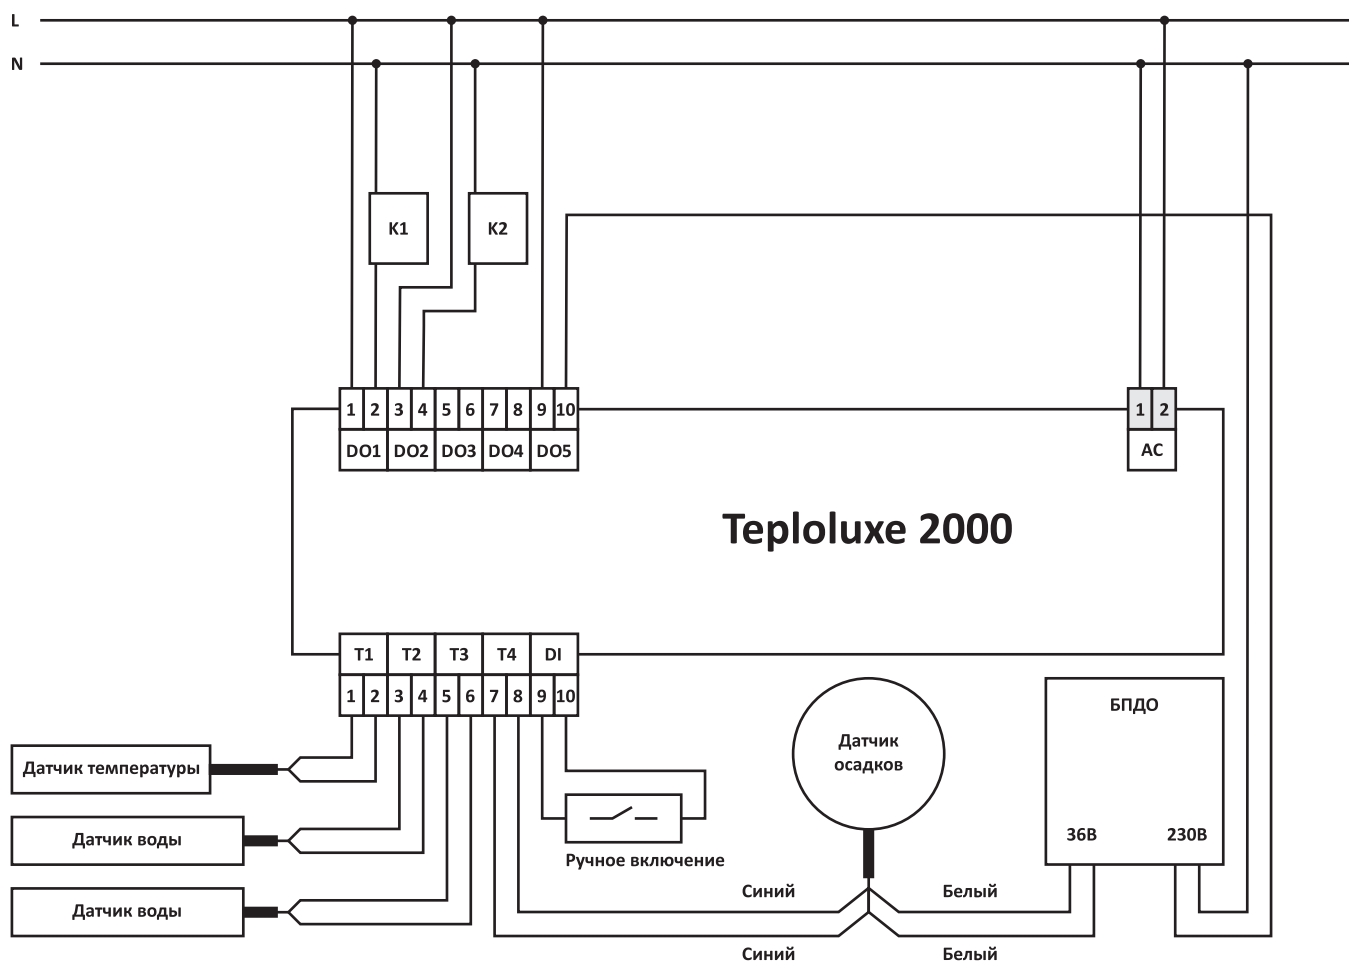 L
N
K1
K2
1 2 3 4 5 6 7 8 9 10
DO1 DO2 DO3 DO4 DO5
1 2
AC
Teploluxe 2000
T1 T2 T3 T4 DI
1 2 3 4 5 6 7 8 9 10
Датчик температуры
Датчик воды
Датчик воды
Ручное включение
Датчик
осадков
БПДО
36В 230В
Синий Белый
Синий Белый